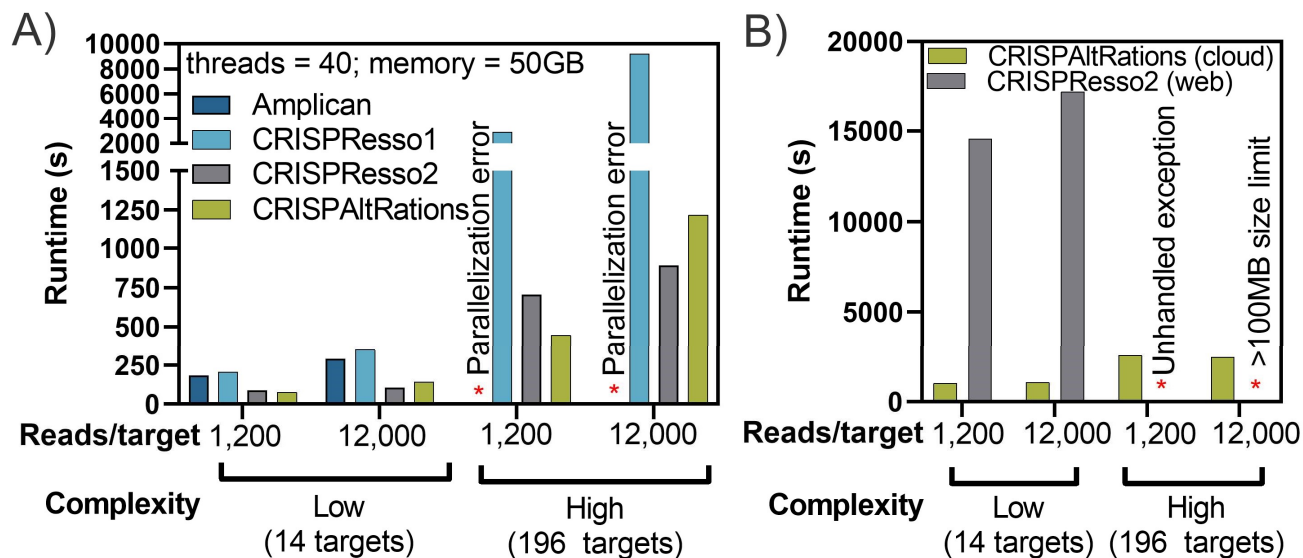 A)
Runtime (s)
10000
8000
6000
4000
2000
1500
1250
1000
750
500
250
0
threads = 40; memory = 50GB
Amplican
CRISPResso1
CRISPResso2
CRISPAltRations
* Parallelization error
* Parallelization error
Reads/target 1,200 12,000 1,200 12,000
Complexity Low High
(14 targets) (196 targets)
B)
Runtime (s)
20000
15000
10000
5000
0
CRISPAltRations (cloud)
CRISPResso2 (web)
* Unhandled exception
* >100MB size limit
Reads/target 1,200 12,000 1,200 12,000
Complexity Low High
(14 targets) (196 targets)